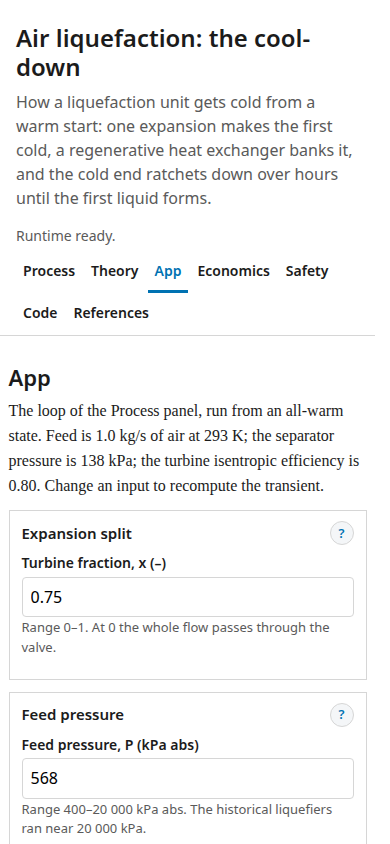 Air liquefaction: the cool-
down
How a liquefaction unit gets cold from a
warm start: one expansion makes the first
cold, a regenerative heat exchanger banks it,
and the cold end ratchets down over hours
until the first liquid forms.
Runtime ready.
Process Theory App Economics Safety
Code References
App
The loop of the Process panel, run from an all-warm
state. Feed is 1.0 kg/s of air at 293 K; the separator
pressure is 138 kPa; the turbine isentropic efficiency is
0.80. Change an input to recompute the transient.
Expansion split ?
Turbine fraction, x (–)
0.75
Range 0–1. At 0 the whole flow passes through the
valve.
Feed pressure ?
Feed pressure, P (kPa abs)
568
Range 400–20 000 kPa abs. The historical liquefiers
ran near 20 000 kPa.